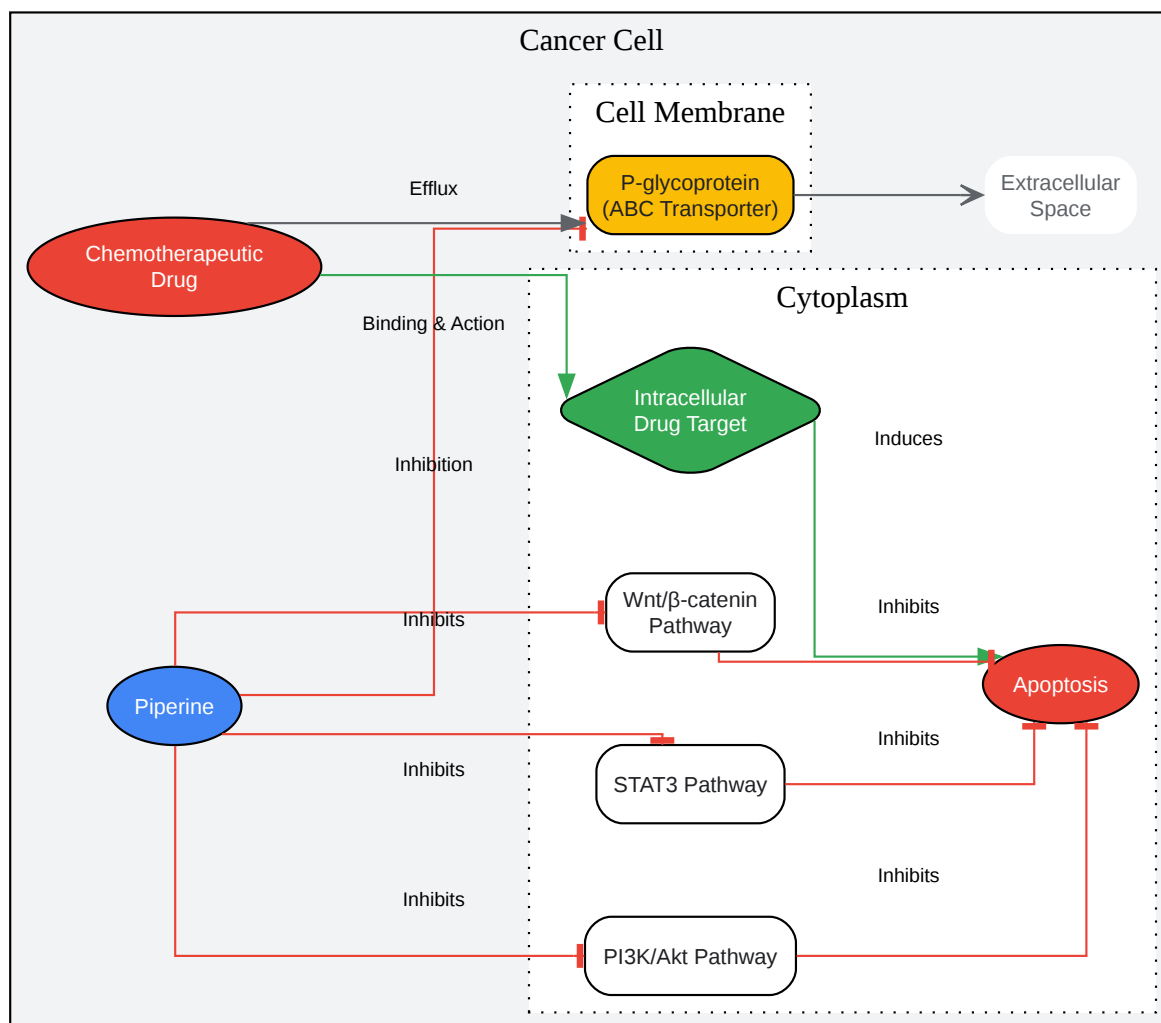 Cancer Cell
Cell Membrane
P-glycoprotein
(ABC Transporter)
Extracellular
Space
Efflux
Chemotherapeutic
Drug
Cytoplasm
Binding & Action
Intracellular
Drug Target
Induces
Inhibition
Wnt/β-catenin
Pathway
Inhibits
Inhibits
Piperine
Apoptosis
Inhibits
Inhibits
STAT3 Pathway
Inhibits
Inhibits
PI3K/Akt Pathway